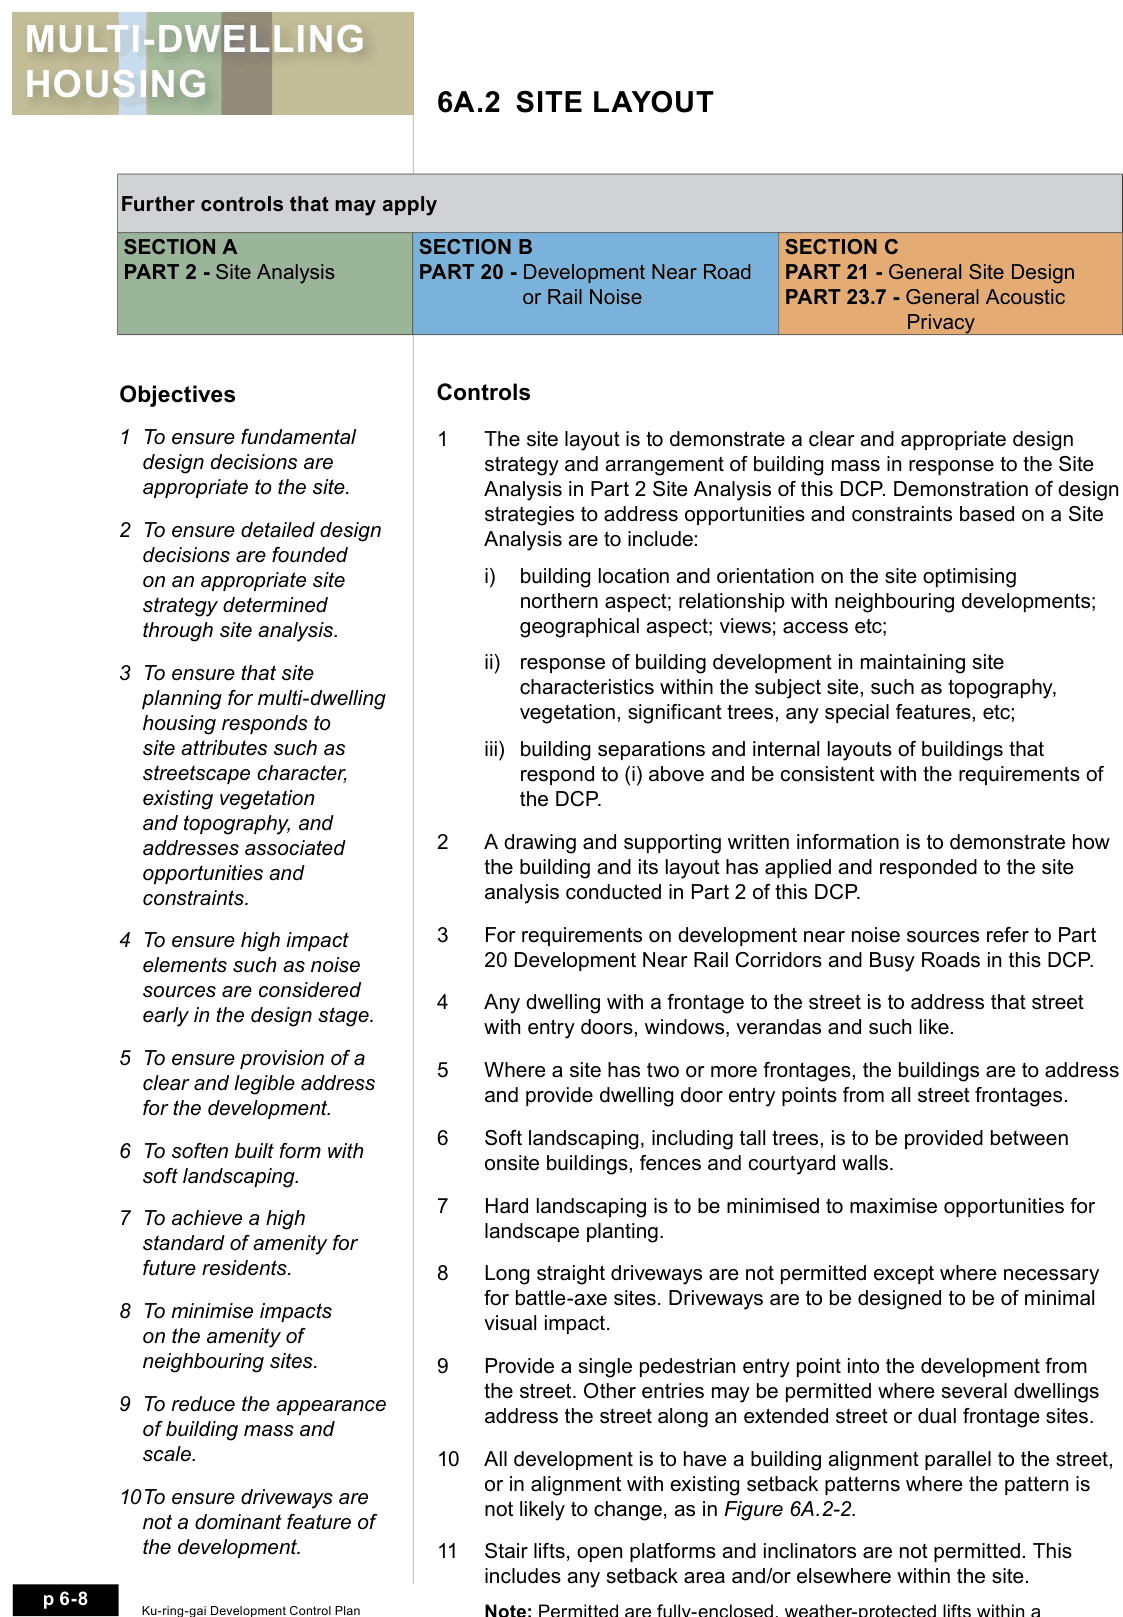 MULTI-DWELLING
HOUSING
6A.2 SITE LAYOUT
Further controls that may apply
SECTION A
PART 2 - Site Analysis
SECTION B
PART 20 - Development Near Road
or Rail Noise
SECTION C
PART 21 - General Site Design
PART 23.7 - General Acoustic
Privacy
Objectives
1 To ensure fundamental
design decisions are
appropriate to the site.
2 To ensure detailed design
decisions are founded
on an appropriate site
strategy determined
through site analysis.
3 To ensure that site
planning for multi-dwelling
housing responds to
site attributes such as
streetscape character,
existing vegetation
and topography, and
addresses associated
opportunities and
constraints.
4 To ensure high impact
elements such as noise
sources are considered
early in the design stage.
5 To ensure provision of a
clear and legible address
for the development.
6 To soften built form with
soft landscaping.
7 To achieve a high
standard of amenity for
future residents.
8 To minimise impacts
on the amenity of
neighbouring sites.
9 To reduce the appearance
of building mass and
scale.
10To ensure driveways are
not a dominant feature of
the development.
Controls
1 The site layout is to demonstrate a clear and appropriate design
strategy and arrangement of building mass in response to the Site
Analysis in Part 2 Site Analysis of this DCP. Demonstration of design
strategies to address opportunities and constraints based on a Site
Analysis are to include:
i) building location and orientation on the site optimising
northern aspect; relationship with neighbouring developments;
geographical aspect; views; access etc;
ii) response of building development in maintaining site
characteristics within the subject site, such as topography,
vegetation, significant trees, any special features, etc;
iii) building separations and internal layouts of buildings that
respond to (i) above and be consistent with the requirements of
the DCP.
2 A drawing and supporting written information is to demonstrate how
the building and its layout has applied and responded to the site
analysis conducted in Part 2 of this DCP.
3 For requirements on development near noise sources refer to Part
20 Development Near Rail Corridors and Busy Roads in this DCP.
4 Any dwelling with a frontage to the street is to address that street
with entry doors, windows, verandas and such like.
5 Where a site has two or more frontages, the buildings are to address
and provide dwelling door entry points from all street frontages.
6 Soft landscaping, including tall trees, is to be provided between
onsite buildings, fences and courtyard walls.
7 Hard landscaping is to be minimised to maximise opportunities for
landscape planting.
8 Long straight driveways are not permitted except where necessary
for battle-axe sites. Driveways are to be designed to be of minimal
visual impact.
9 Provide a single pedestrian entry point into the development from
the street. Other entries may be permitted where several dwellings
address the street along an extended street or dual frontage sites.
10 All development is to have a building alignment parallel to the street,
or in alignment with existing setback patterns where the pattern is
not likely to change, as in Figure 6A.2-2.
11 Stair lifts, open platforms and inclinators are not permitted. This
includes any setback area and/or elsewhere within the site.
Note: Permitted are fully-enclosed, weather-protected lifts within a
p 6-8
Ku-ring-gai Development Control Plan